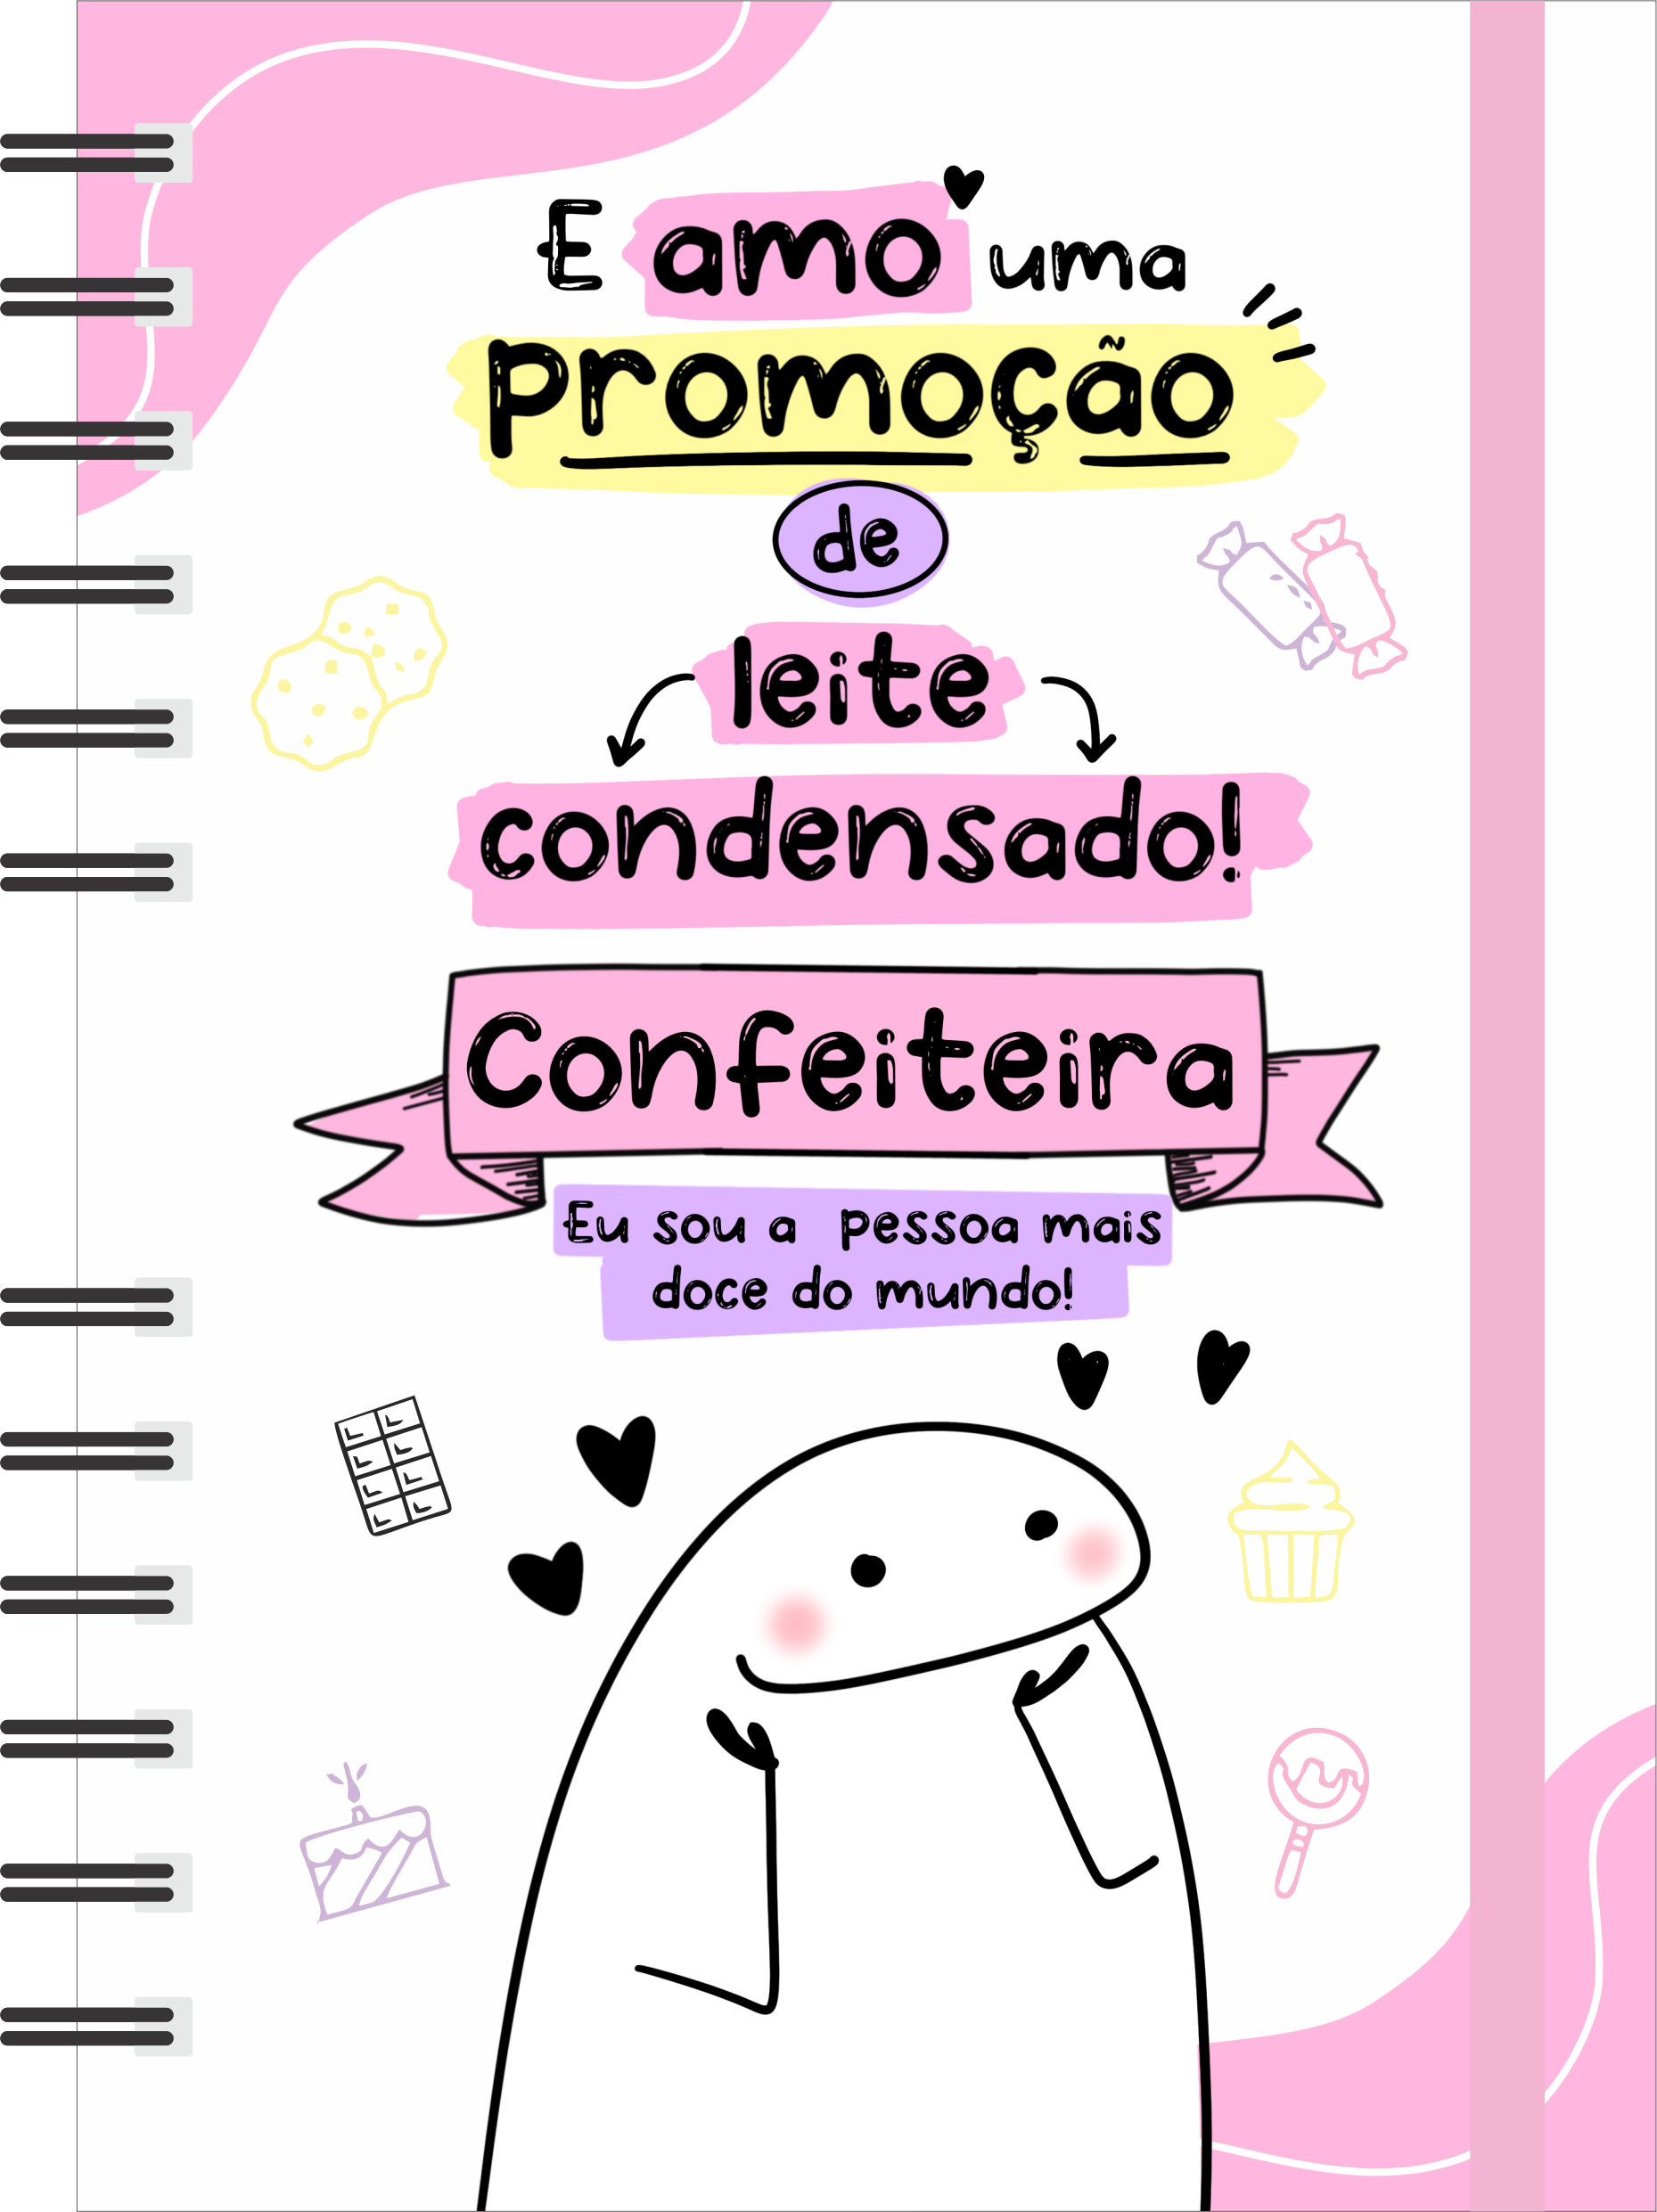 E amo uma
promoção
de
leite
condensado!
Confeiteira
Eu sou a pessoa mais
doce do mundo!